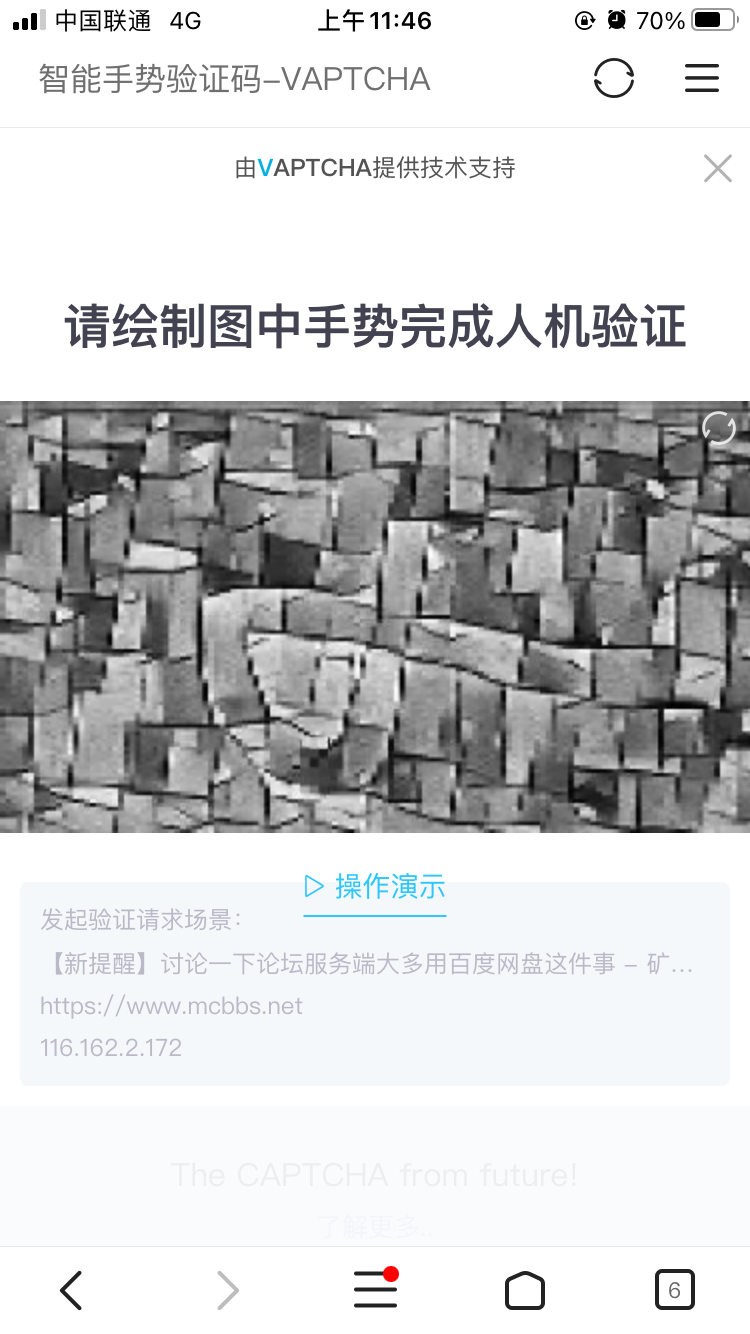 中国联通 4G 上午11:46 70%
智能手势验证码-VAPTCHA
由VAPTCHA提供技术支持
请绘制图中手势完成人机验证
操作演示
发起验证请求场景:
【新提醒】讨论一下论坛服务端大多用百度网盘这件事 - 矿...
https://www.mcbbs.net
116.162.2.172
The CAPTCHA from future!
了解更多..
6